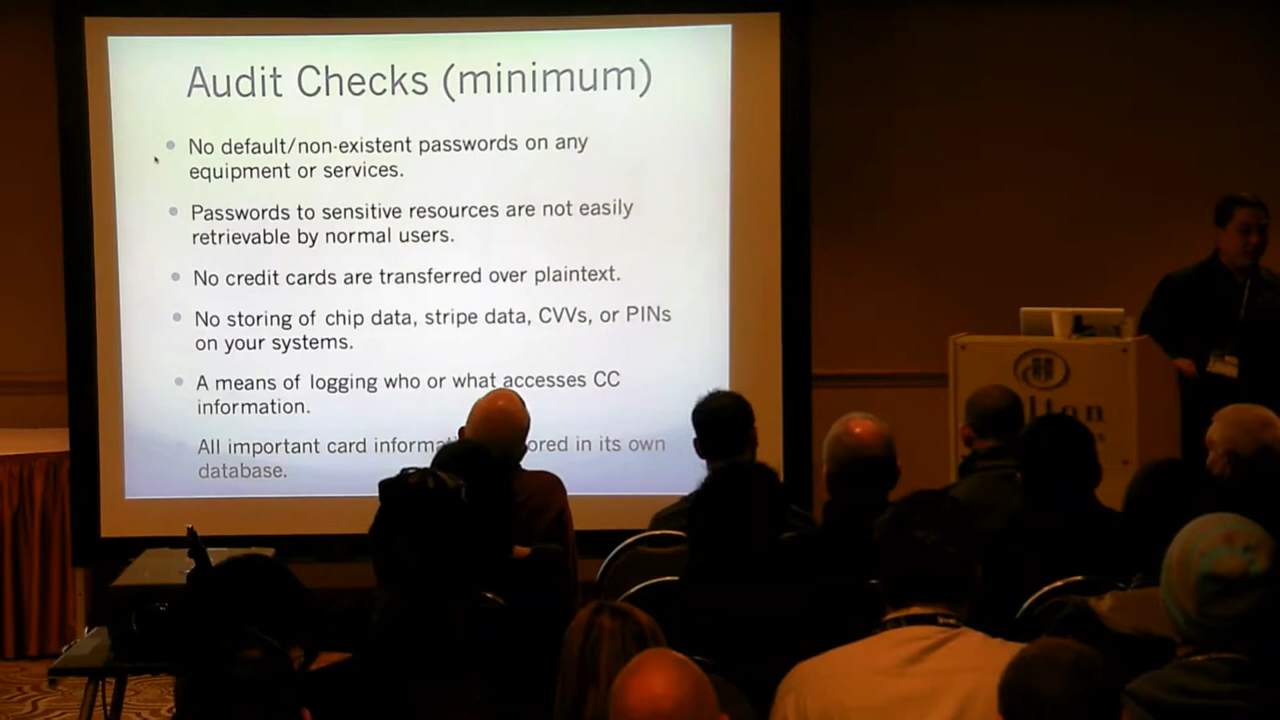 Audit Checks (minimum)
No default/non-existent passwords on any
equipment or services.
Passwords to sensitive resources are not easily
retrievable by normal users.
No credit cards are transferred over plaintext.
No storing of chip data, stripe data, CVVs, or PINs
on your systems.
A means of logging who or what accesses CC
information.
All important card in its own
database.